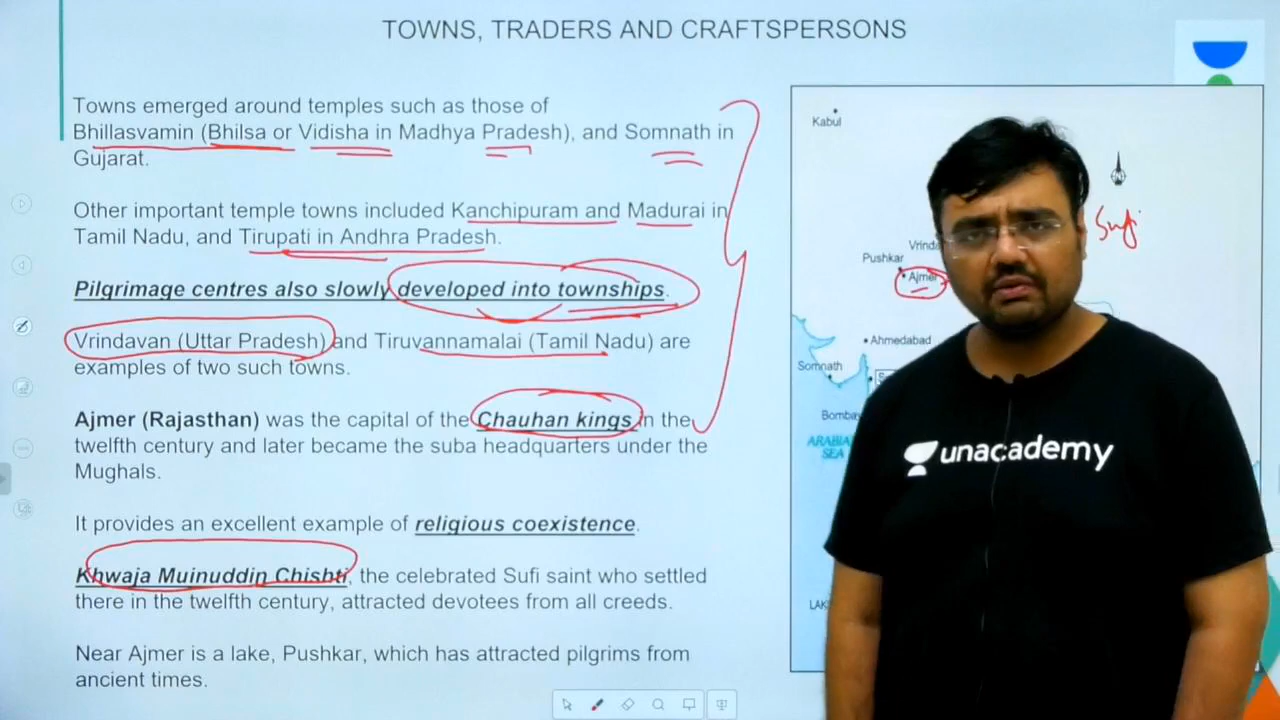 TOWNS, TRADERS AND CRAFTSPERSONS
Towns emerged around temples such as those of
Bhillasvamin (Bhilsa or Vidisha in Madhya Pradesh), and Somnath in
Gujarat.
Other important temple towns included Kanchipuram and Madurai in
Tamil Nadu, and Tirupati in Andhra Pradesh.
Pilgrimage centres also slowly developed into townships.
Vrindavan (Uttar Pradesh) and Tiruvannamalai (Tamil Nadu) are
examples of two such towns.
Ajmer (Rajasthan) was the capital of the Chauhan kings in the
twelfth century and later became the suba headquarters under the
Mughals.
It provides an excellent example of religious coexistence.
Khwaja Muinuddin Chishti, the celebrated Sufi saint who settled
there in the twelfth century, attracted devotees from all creeds.
Near Ajmer is a lake, Pushkar, which has attracted pilgrims from
ancient times.
Kabul
N
Sufi
Pushkar
Ajmer
Ahmedabad
Somnath
ARABIAN
SEA
unacademy